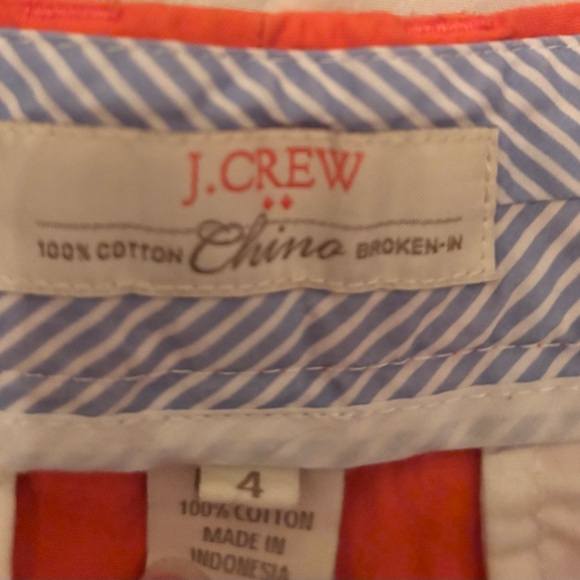 J.CREW
100% COTTON Chino BROKEN-IN
4
100% COTTON
MADE IN
INDONESIA